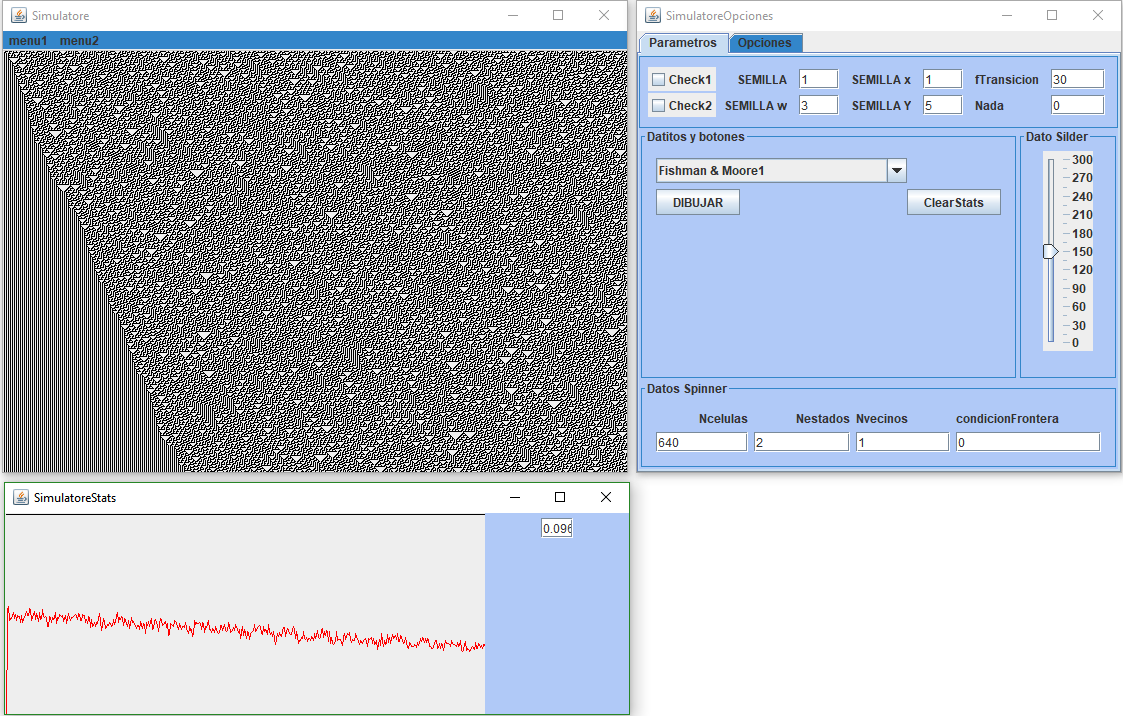 Simulatore
menu1 menu2
SimulatoreOpciones
Parametros Opciones
Check1 SEMILLA 1 SEMILLA x 1 fTransicion 30
Check2 SEMILLA w 3 SEMILLA Y 5 Nada 0
Datitos y botones
Fishman & Moore1
DIBUJAR ClearStats
Dato Silder
300
270
240
210
180
150
120
90
60
30
0
Datos Spinner
Ncelulas Nestados Nvecinos condicionFrontera
640 2 1 0
SimulatoreStats
0.096